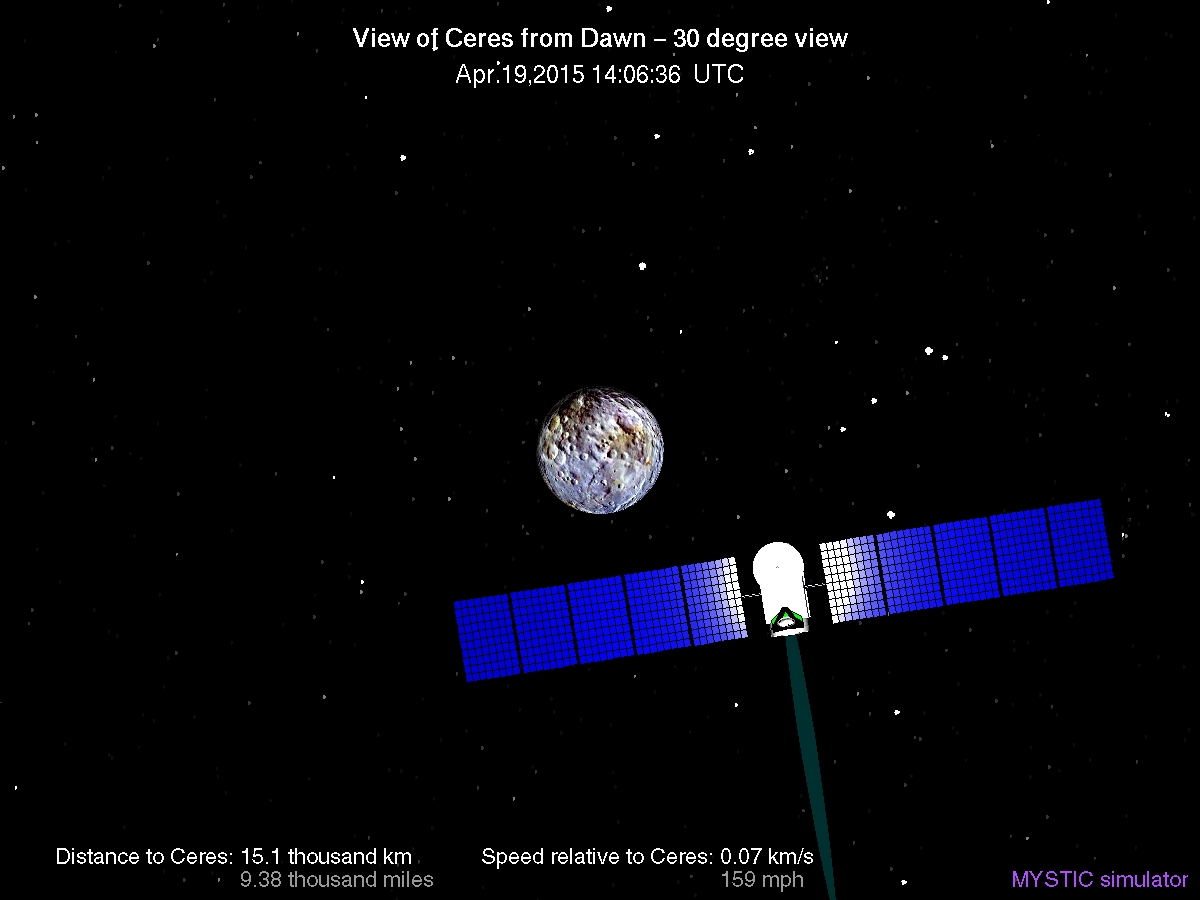 View of Ceres from Dawn – 30 degree view
Apr.19,2015 14:06:36 UTC
Distance to Ceres: 15.1 thousand km
9.38 thousand miles
Speed relative to Ceres: 0.07 km/s
159 mph
MYSTIC simulator